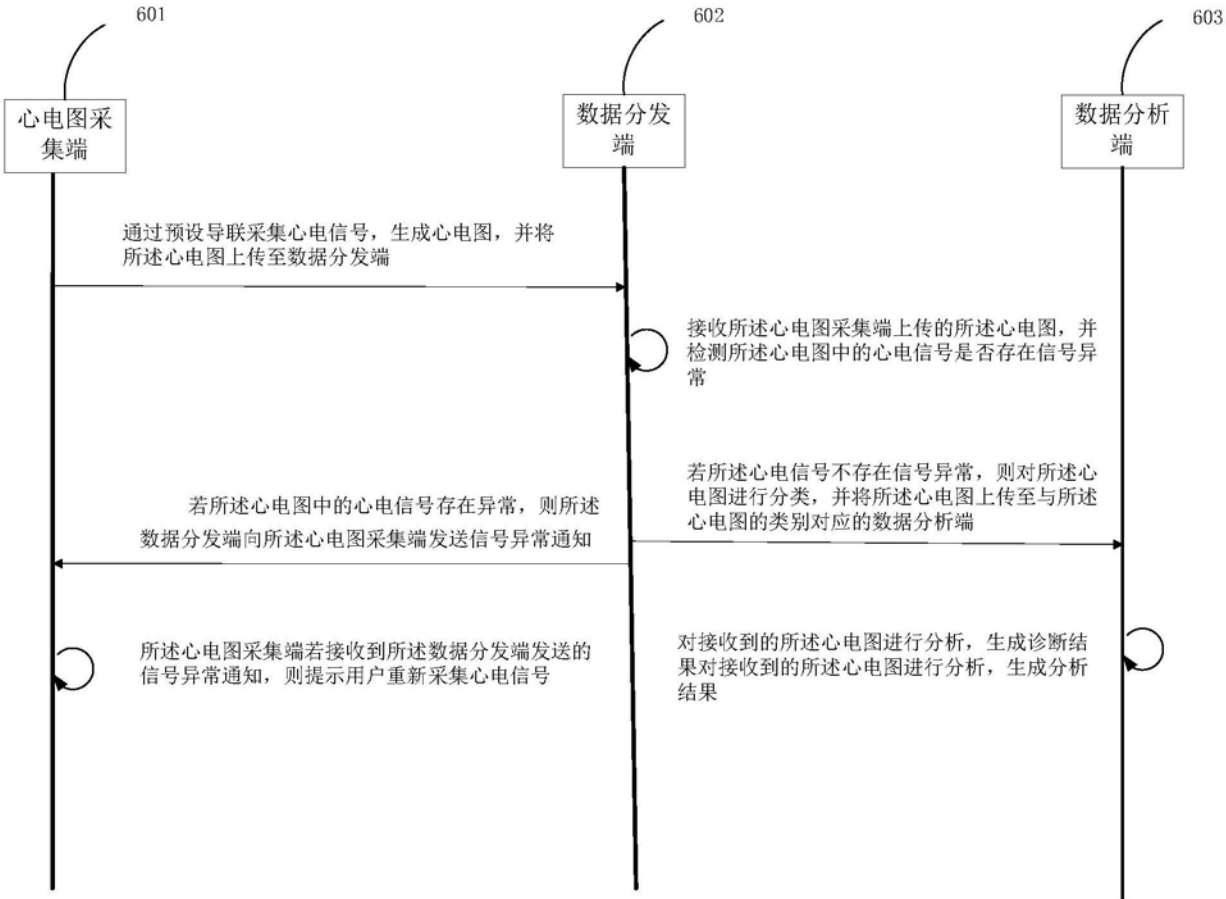 601
602
603
心电图采
集端
数据分发
端
数据分析
端
通过预设导联采集心电信号，生成心电图，并将
所述心电图上传至数据分发端
接收所述心电图采集端上传的所述心电图，并
检测所述心电图中的心电信号是否存在信号异
常
若所述心电信号不存在信号异常，则对所述心
电图进行分类，并将所述心电图上传至与所述
心电图的类别对应的数据分析端
若所述心电图中的心电信号存在异常，则所述
数据分发端向所述心电图采集端发送信号异常通知
所述心电图采集端若接收到所述数据分发端发送的
信号异常通知，则提示用户重新采集心电信号
对接收到的所述心电图进行分析，生成诊断结
果对接收到的所述心电图进行分析，生成分析
结果